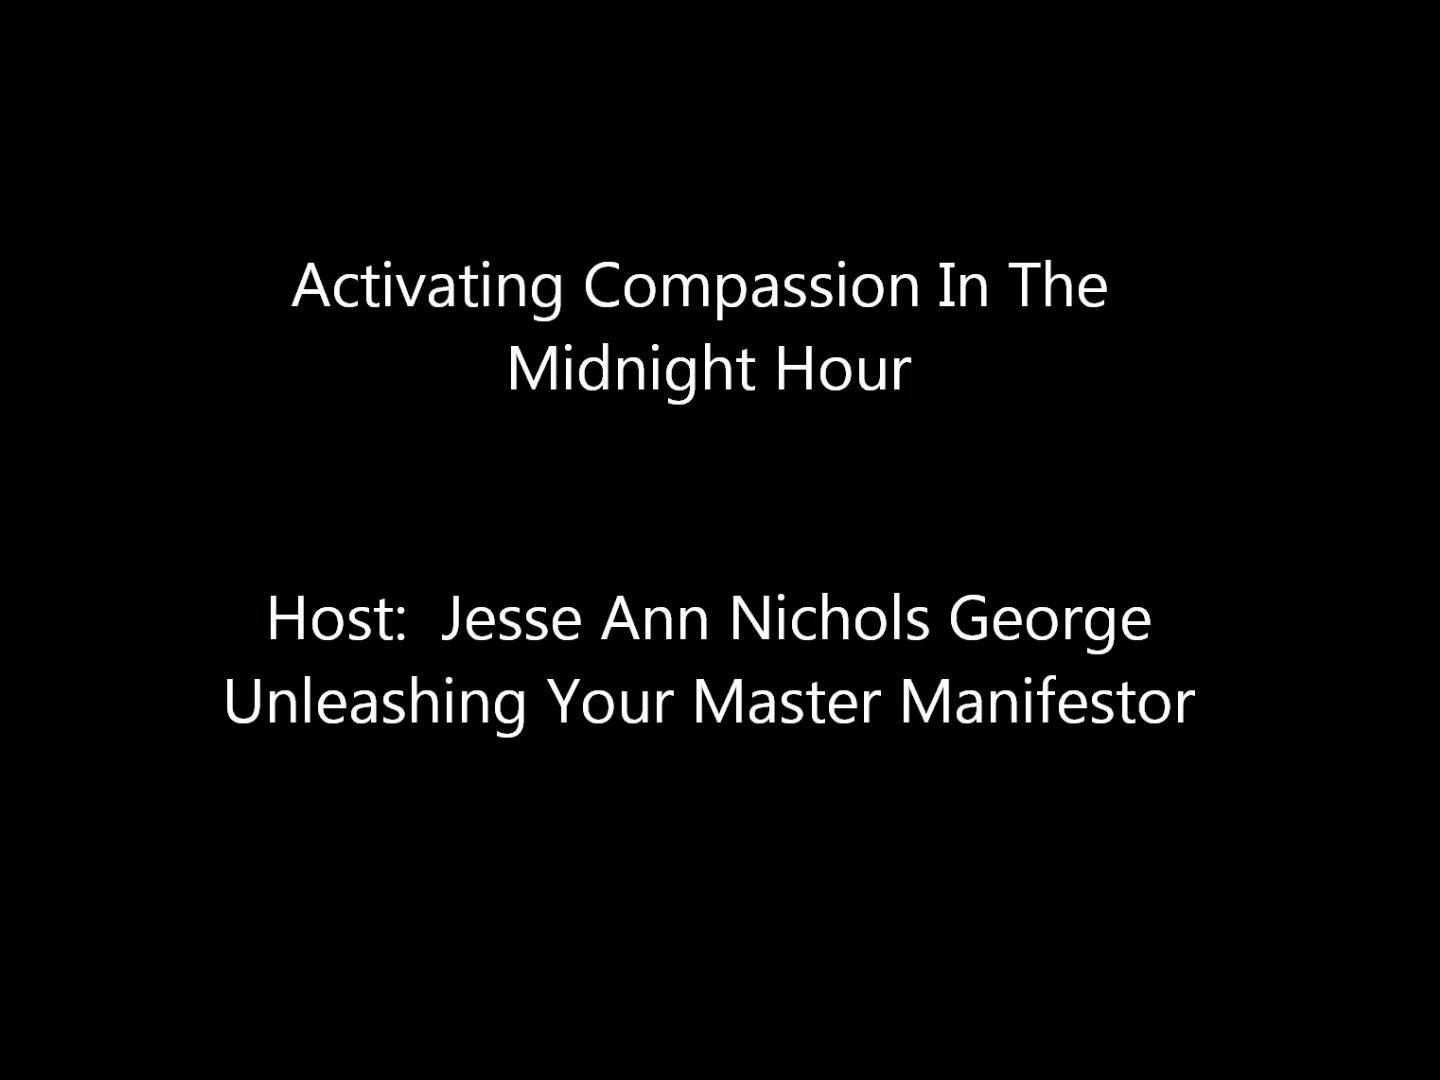 Activating Compassion In The
Midnight Hour
Host:  Jesse Ann Nichols George
Unleashing Your Master Manifestor